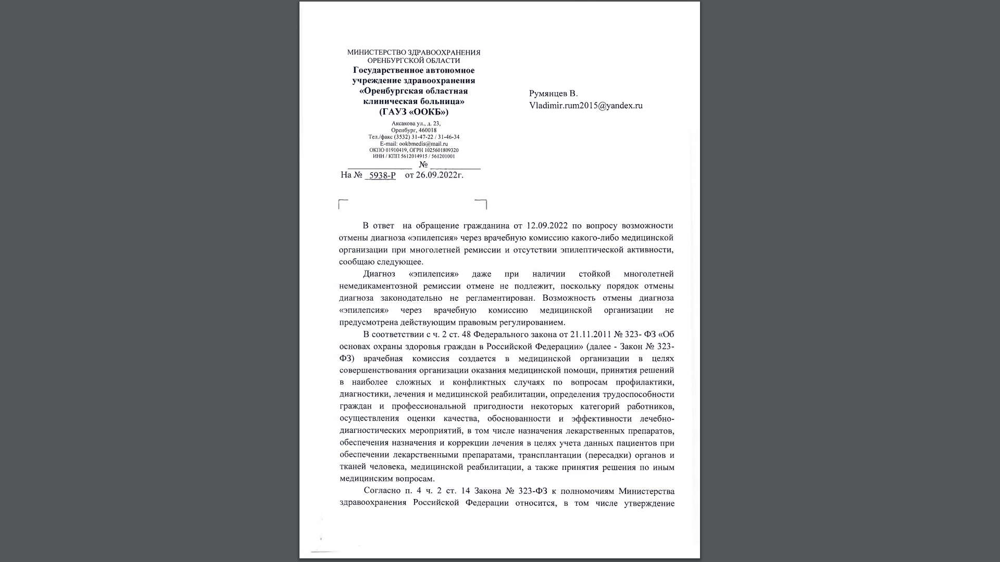 МИНИСТЕРСТВО ЗДРАВООХРАНЕНИЯ
ОРЕНБУРГСКОЙ ОБЛАСТИ
Государственное автономное
учреждение здравоохранения
«Оренбургская областная
клиническая больница»
(ГАУЗ «ООКБ»)
Аксакова ул., д. 23,
Оренбург, 460018
Тел./факс (3532) 31-47-22 / 31-46-34
E-mail: ookbmedis@mail.ru
ОКПО 01910419, ОГРН 1025601809320
ИНН / КПП 5612014915 / 561201001
№
На № 5938-Р от 26.09.2022г.
Румянцев В.
Vladimir.rum2015@yandex.ru
В ответ на обращение гражданина от 12.09.2022 по вопросу возможности
отмены диагноза «эпилепсия» через врачебную комиссию какого-либо медицинской
организации при многолетней ремиссии и отсутствии эпилептической активности,
сообщаю следующее.
Диагноз «эпилепсия» даже при наличии стойкой многолетней
немедикаментозной ремиссии отмене не подлежит, поскольку порядок отмены
диагноза законодательно не регламентирован. Возможность отмены диагноза
«эпилепсия» через врачебную комиссию медицинской организации не
предусмотрена действующим правовым регулированием.
В соответствии с ч. 2 ст. 48 Федерального закона от 21.11.2011 № 323- ФЗ «Об
основах охраны здоровья граждан в Российской Федерации» (далее - Закон № 323-
ФЗ) врачебная комиссия создается в медицинской организации в целях
совершенствования организации оказания медицинской помощи, принятия решений
в наиболее сложных и конфликтных случаях по вопросам профилактики,
диагностики, лечения и медицинской реабилитации, определения трудоспособности
граждан и профессиональной пригодности некоторых категорий работников,
осуществления оценки качества, обоснованности и эффективности лечебно-
диагностических мероприятий, в том числе назначения лекарственных препаратов,
обеспечения назначения и коррекции лечения в целях учета данных пациентов при
обеспечении лекарственными препаратами, трансплантации (пересадки) органов и
тканей человека, медицинской реабилитации, а также принятия решения по иным
медицинским вопросам.
Согласно п. 4 ч. 2 ст. 14 Закона № 323-ФЗ к полномочиям Министерства
здравоохранения Российской Федерации относится, в том числе утверждение